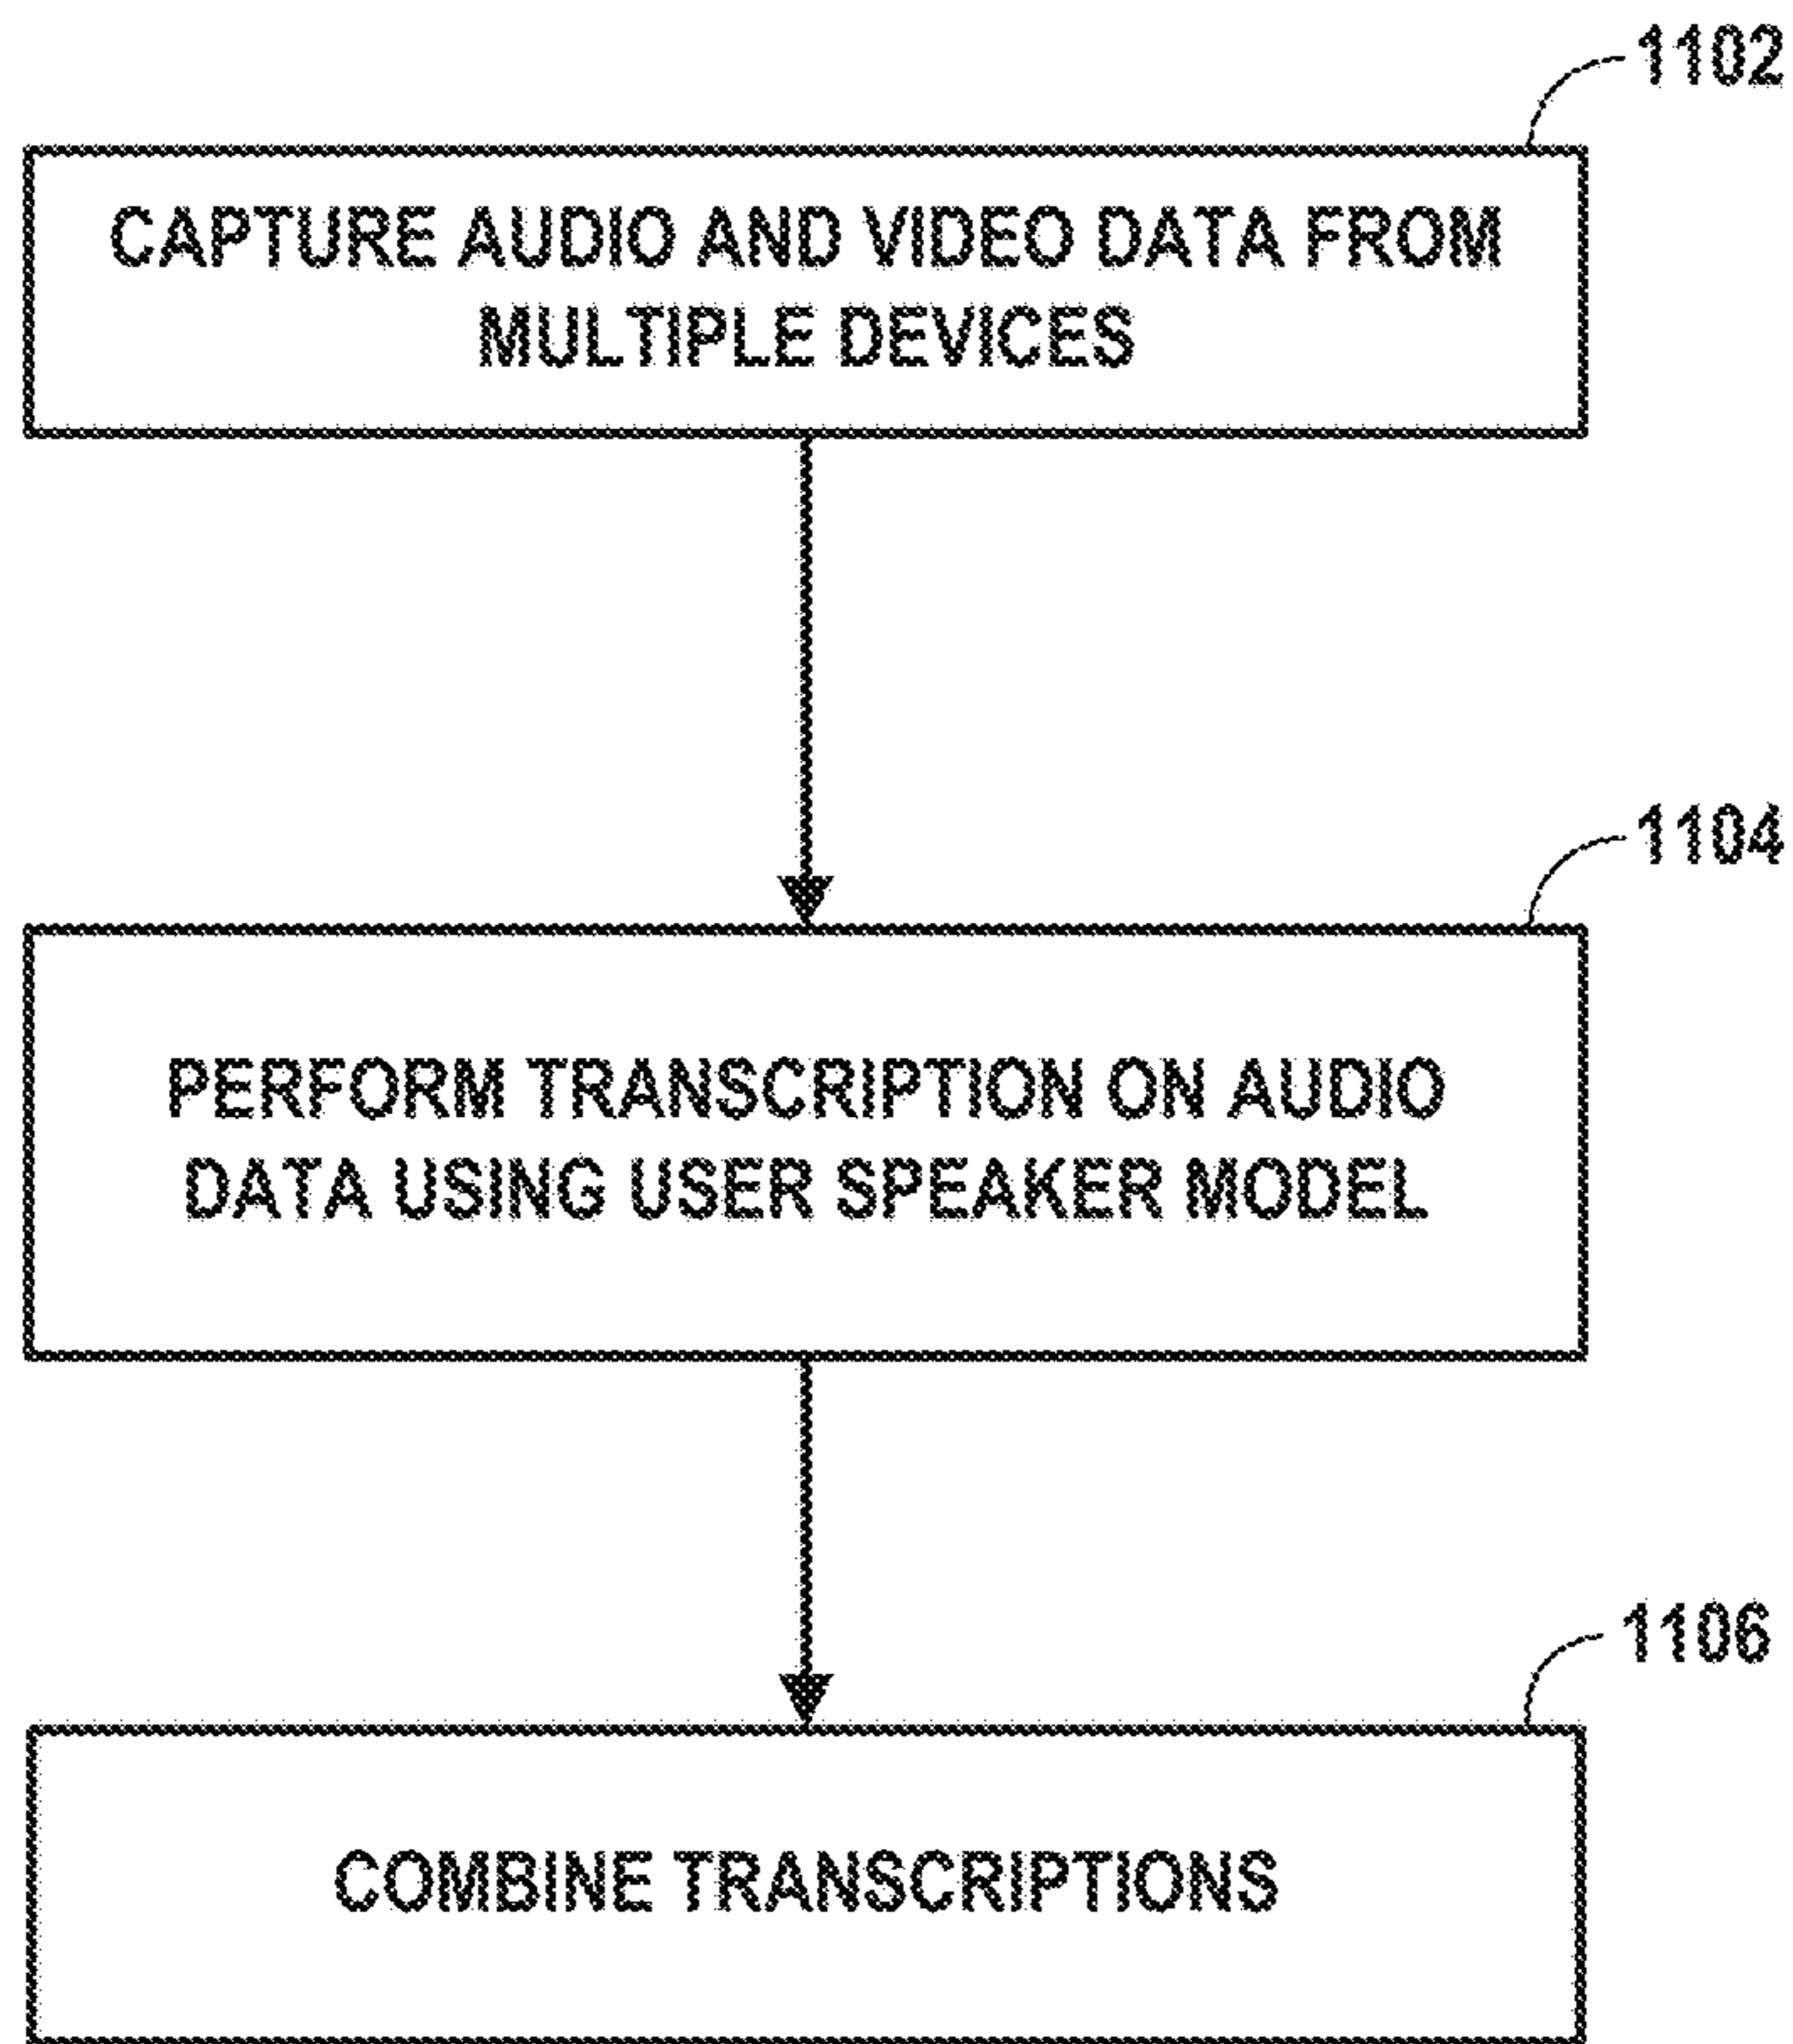 1102
CAPTURE AUDIO AND VIDEO DATA FROM
MULTIPLE DEVICES
1104
PERFORM TRANSCRIPTION ON AUDIO
DATA USING USER SPEAKER MODEL
1106
COMBINE TRANSCRIPTIONS